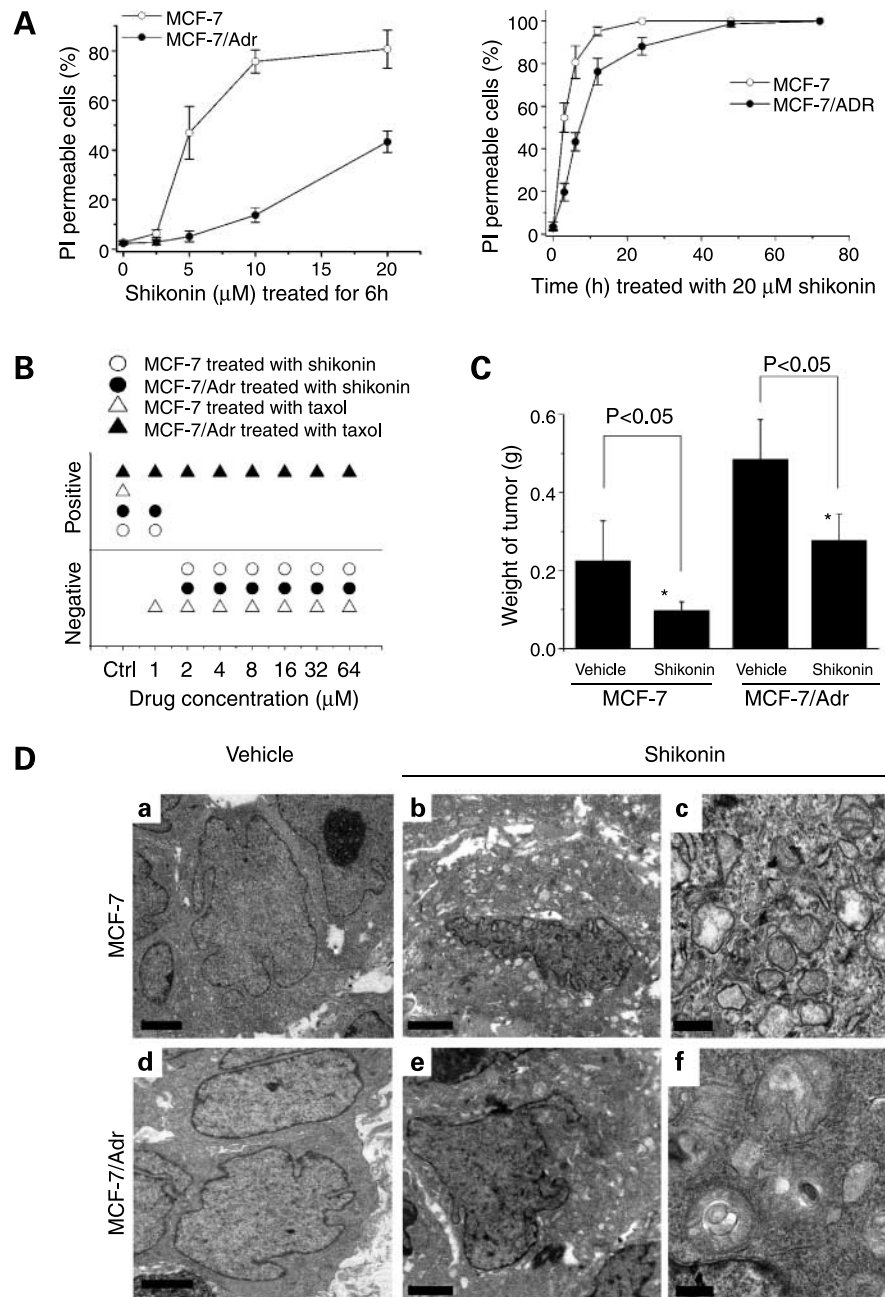 A
MCF-7
MCF-7/Adr
PI permeable cells (%)
80
60
40
20
0
0 5 10 15 20
Shikonin (μM) treated for 6h
PI permeable cells (%)
100
80
60
40
20
0
MCF-7
MCF-7/ADR
0 20 40 60 80
Time (h) treated with 20 μM shikonin
B
MCF-7 treated with shikonin
MCF-7/Adr treated with shikonin
MCF-7 treated with taxol
MCF-7/Adr treated with taxol
Positive
Negative
Ctrl 1 2 4 8 16 32 64
Drug concentration (μM)
C
P<0.05
P<0.05
Weight of tumor (g)
0.6
0.4
0.2
0.0
*
*
Vehicle Shikonin Vehicle Shikonin
MCF-7 MCF-7/Adr
D
Vehicle Shikonin
MCF-7
a b c
MCF-7/Adr
d e f